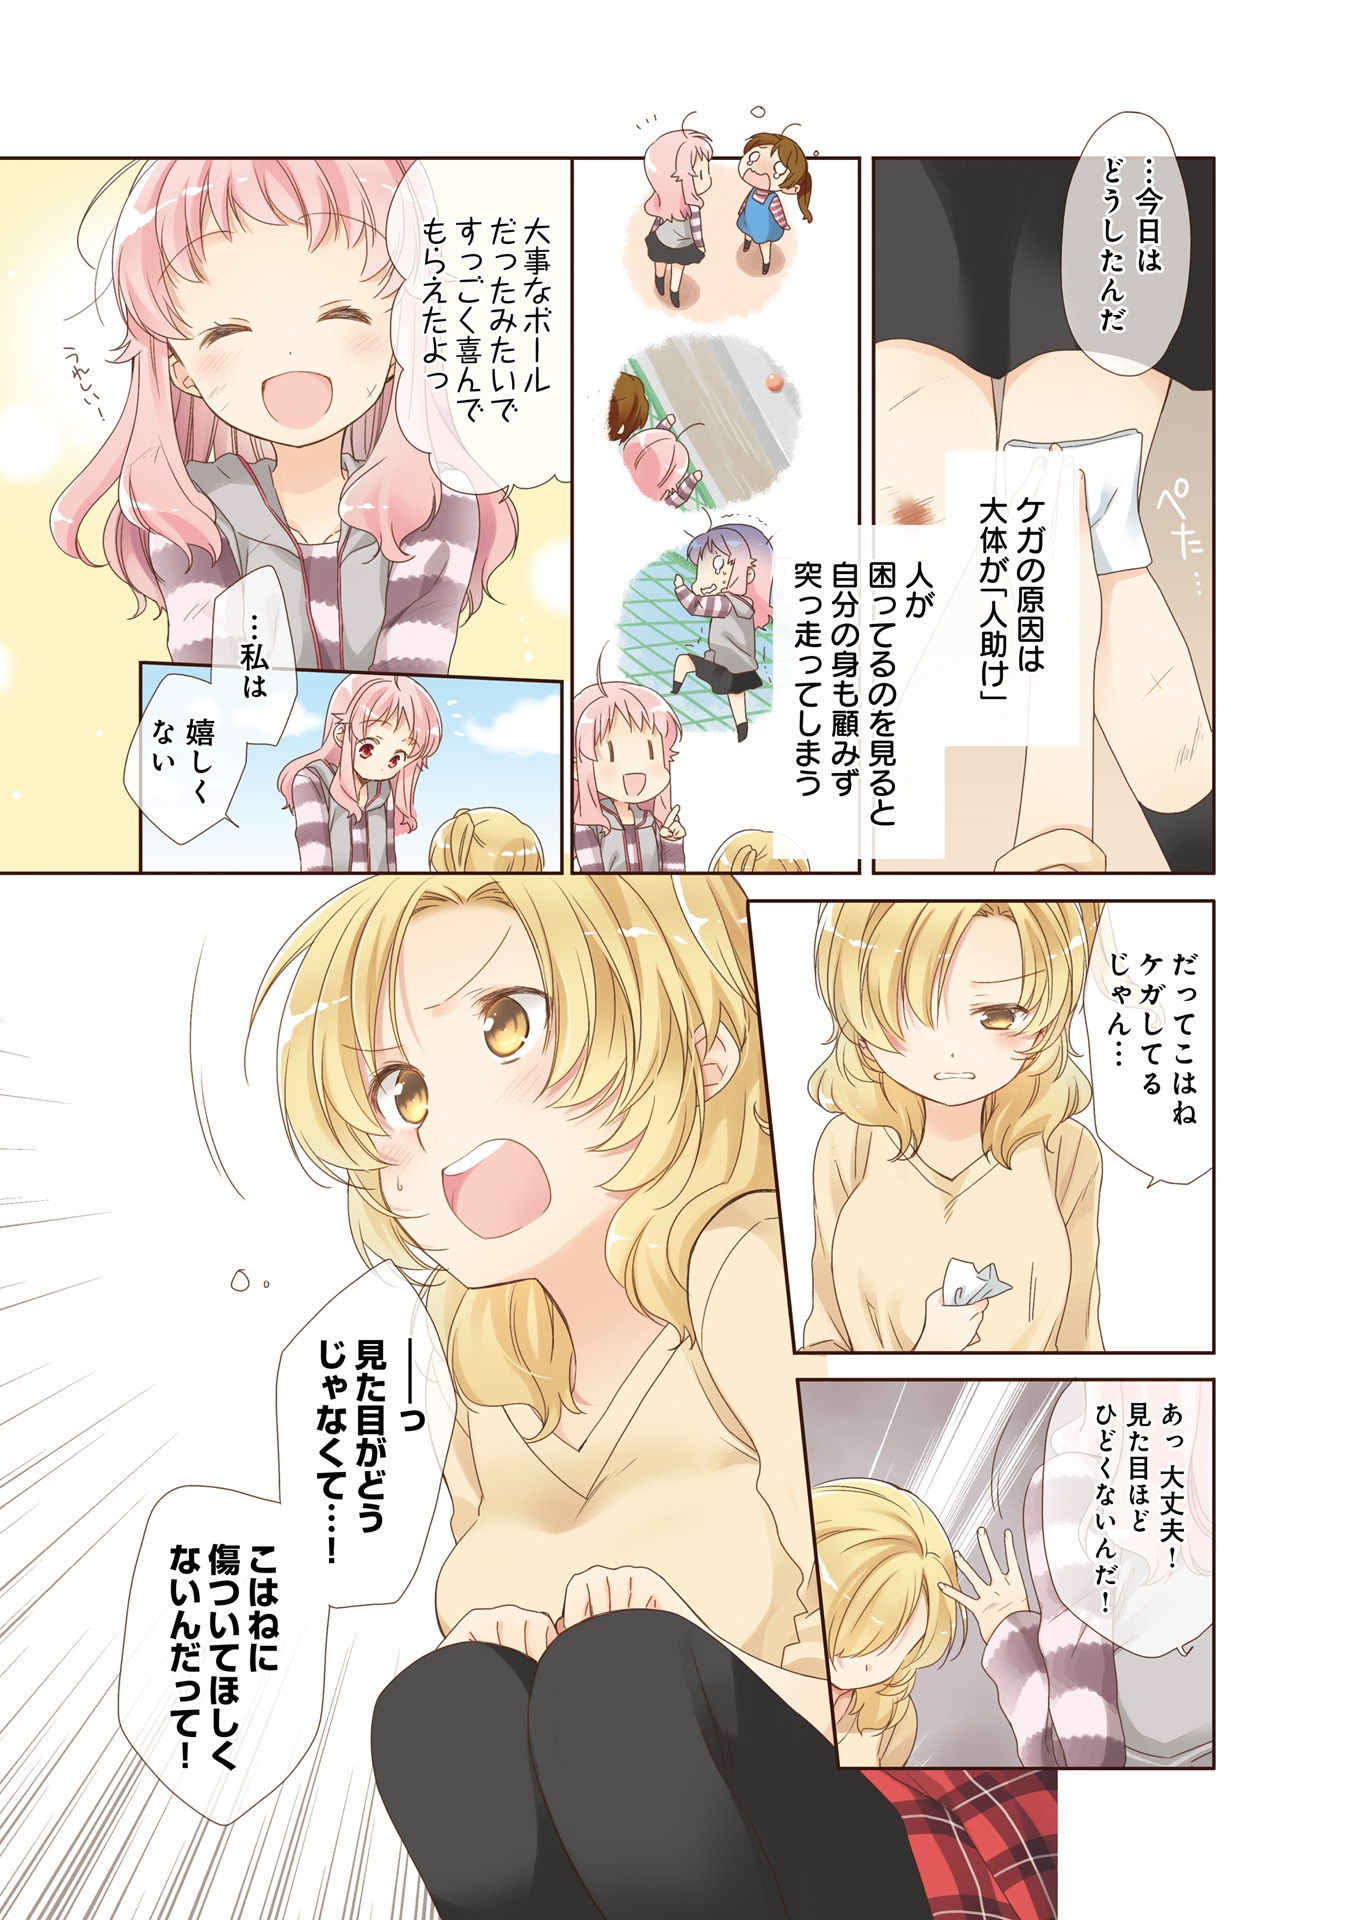 …今日は
どうしたんだ
ぺた…
ケガの原因は
大体が「人助け」
人が
困ってるのを見ると
自分の身も顧みず
突っ走ってしまう
大事なボール
だったみたいで
すっごく喜んで
もらえたよっ
うれしい！
…私は
嬉しく
ない
だってこはね
ケガしてる
じゃん…
あっ 大丈夫！
見た目ほど
ひどくないんだ！
──っ
見た目がどう
じゃなくて…！
こはねに
傷ついてほしく
ないんだって！